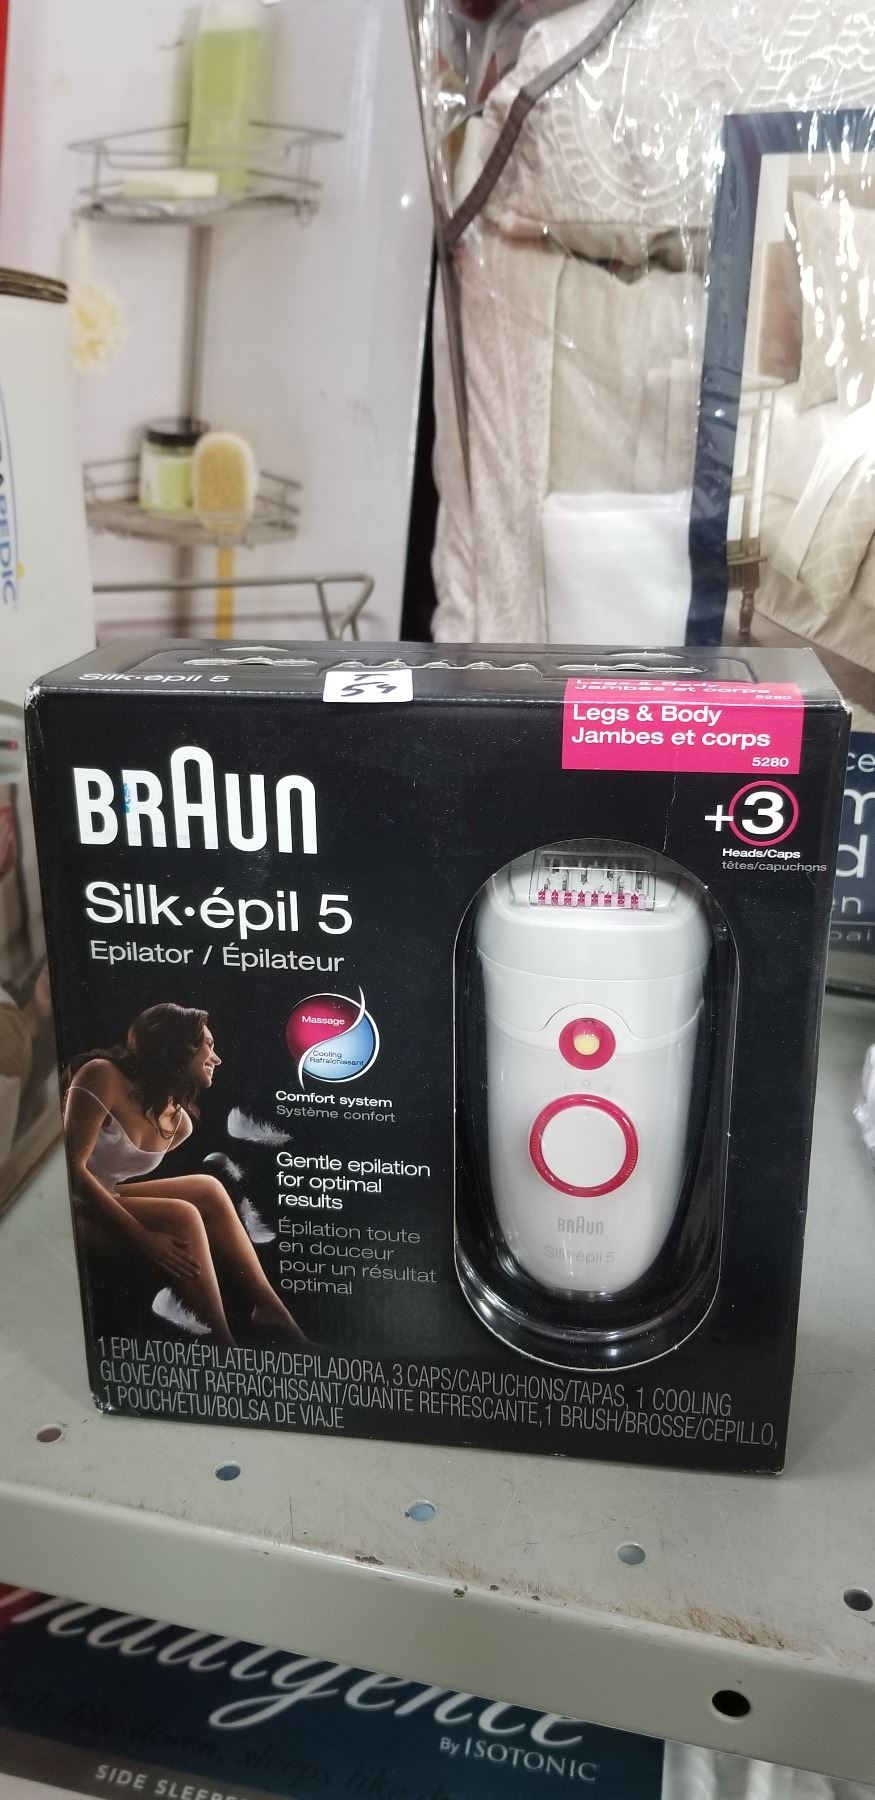 Silk·épil 5
59
Legs & Body
Jambes et corps
5280
Legs & Body
Jambes et corps
5280
BRAUN
+3
Heads/Caps
têtes/capuchons
Silk·épil 5
Epilator / Épilateur
Massage
Cooling
Rafraîchissant
Comfort system
Système confort
Gentle epilation
for optimal
results
Épilation toute
en douceur
pour un résultat
optimal
BRAUN
Silk·épil 5
1 EPILATOR/ÉPILATEUR/DEPILADORA, 3 CAPS/CAPUCHONS/TAPAS, 1 COOLING
GLOVE/GANT RAFRAÎCHISSANT/GUANTE REFRESCANTE,1 BRUSH/BROSSE/CEPILLO,
1 POUCH/ÉTUI/BOLSA DE VIAJE
By ISOTONIC
SIDE